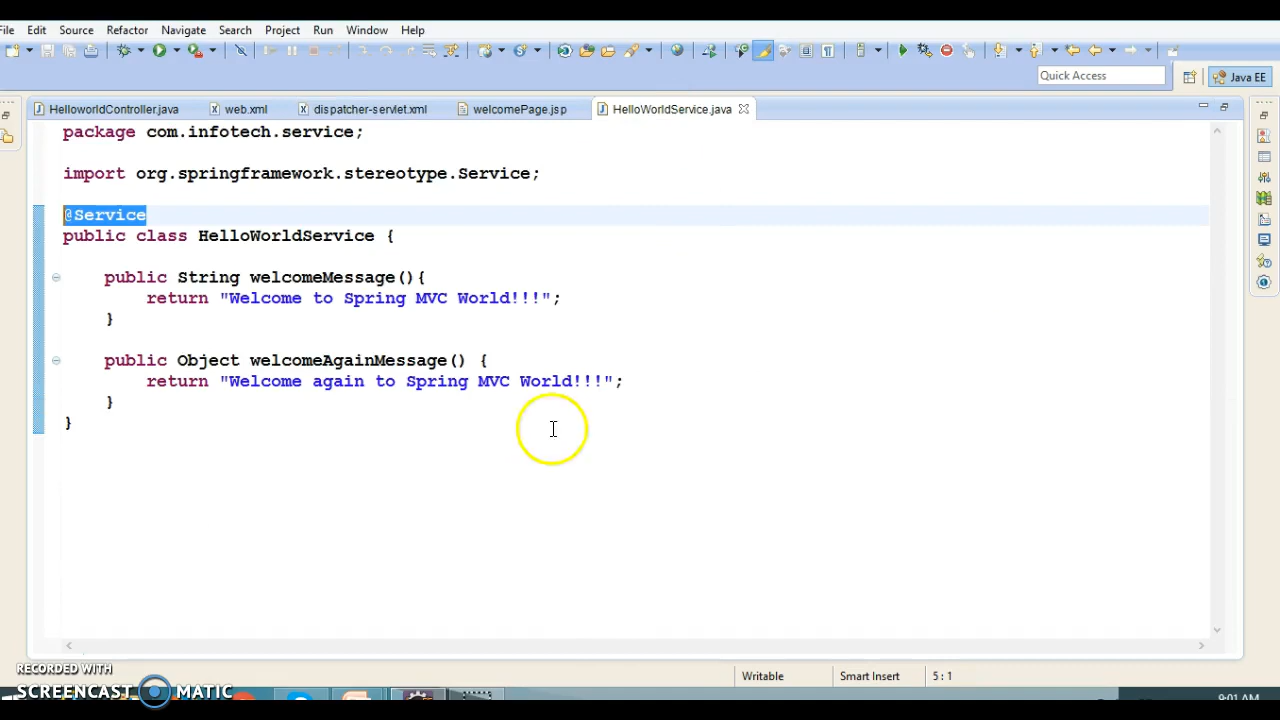 File Edit Source Refactor Navigate Search Project Run Window Help
Quick Access
Java EE
HelloworldController.java web.xml dispatcher-servlet.xml welcomePage.jsp HelloWorldService.java
package com.infotech.service;
import org.springframework.stereotype.Service;
@Service
public class HelloWorldService {
public String welcomeMessage(){
return "Welcome to Spring MVC World!!!";
}
public Object welcomeAgainMessage() {
return "Welcome again to Spring MVC World!!!";
}
}
RECORDED WITH
SCREENCAST MATIC
Writable Smart Insert 5 : 1
9:01 AM